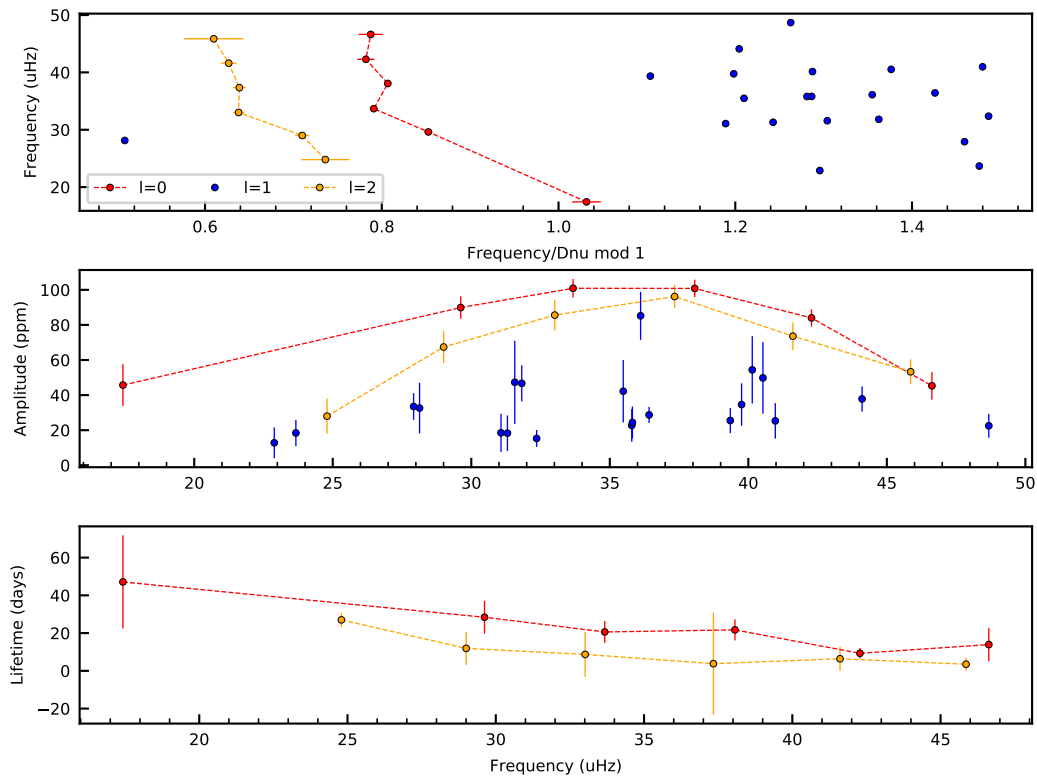 50
40
30
20
Frequency (uHz)
l=0 l=1 l=2
0.6 0.8 1.0 1.2 1.4
Frequency/Dnu mod 1
100
80
60
40
20
0
Amplitude (ppm)
20 25 30 35 40 45 50
60
40
20
0
−20
Lifetime (days)
20 25 30 35 40 45
Frequency (uHz)